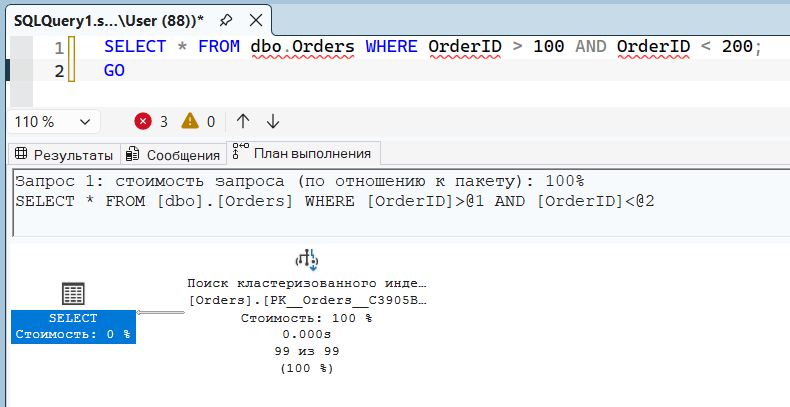 SQLQuery1.s...\User (88))*
1 SELECT * FROM dbo.Orders WHERE OrderID > 100 AND OrderID < 200;
2 GO
110 % 3 0
Результаты Сообщения План выполнения
Запрос 1: стоимость запроса (по отношению к пакету): 100%
SELECT * FROM [dbo].[Orders] WHERE [OrderID]>@1 AND [OrderID]<@2
Поиск кластеризованного инде…
[Orders].[PK__Orders__C3905B…
SELECT
Стоимость: 0 %
Стоимость: 100 %
0.000s
99 из 99
(100 %)